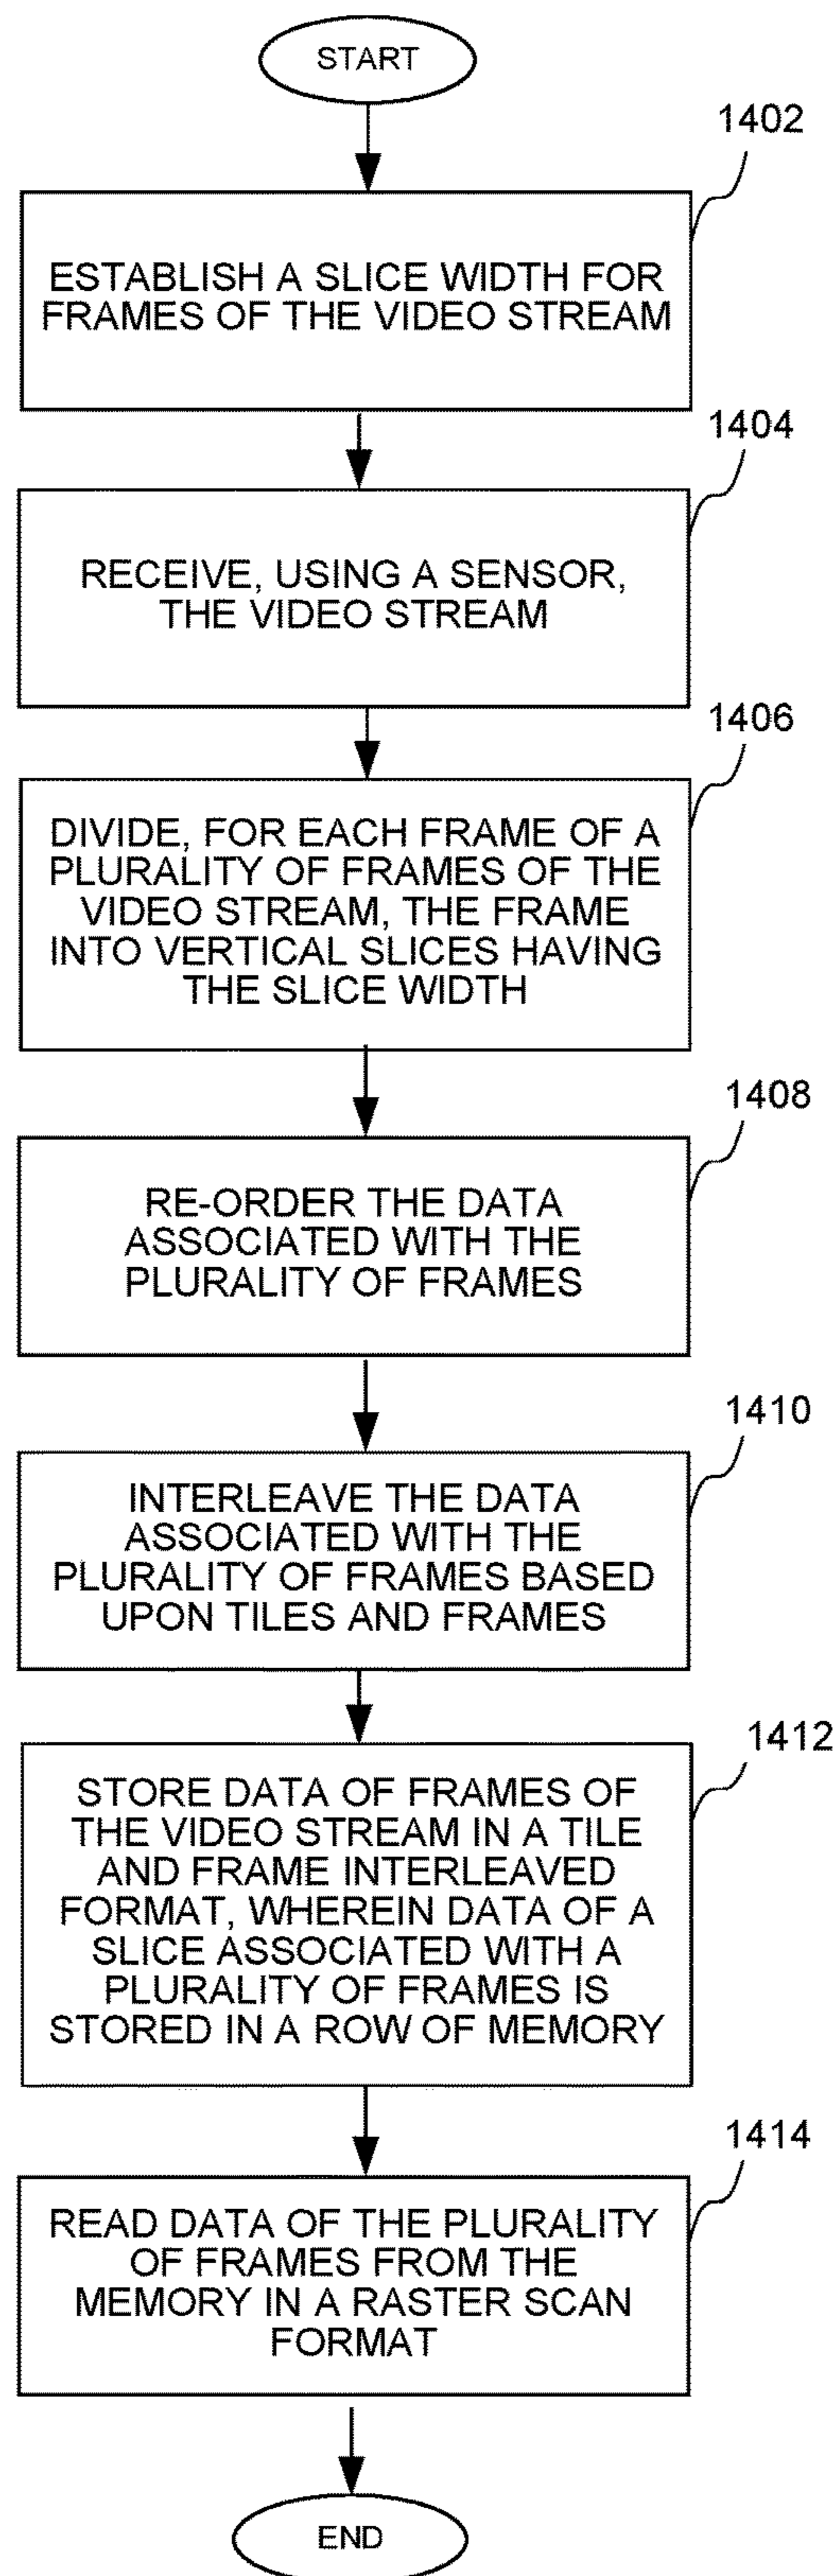 START
1402
ESTABLISH A SLICE WIDTH FOR
FRAMES OF THE VIDEO STREAM
1404
RECEIVE, USING A SENSOR,
THE VIDEO STREAM
1406
DIVIDE, FOR EACH FRAME OF A
PLURALITY OF FRAMES OF THE
VIDEO STREAM, THE FRAME
INTO VERTICAL SLICES HAVING
THE SLICE WIDTH
1408
RE-ORDER THE DATA
ASSOCIATED WITH THE
PLURALITY OF FRAMES
1410
INTERLEAVE THE DATA
ASSOCIATED WITH THE
PLURALITY OF FRAMES BASED
UPON TILES AND FRAMES
1412
STORE DATA OF FRAMES OF
THE VIDEO STREAM IN A TILE
AND FRAME INTERLEAVED
FORMAT, WHEREIN DATA OF A
SLICE ASSOCIATED WITH A
PLURALITY OF FRAMES IS
STORED IN A ROW OF MEMORY
1414
READ DATA OF THE PLURALITY
OF FRAMES FROM THE
MEMORY IN A RASTER SCAN
FORMAT
END